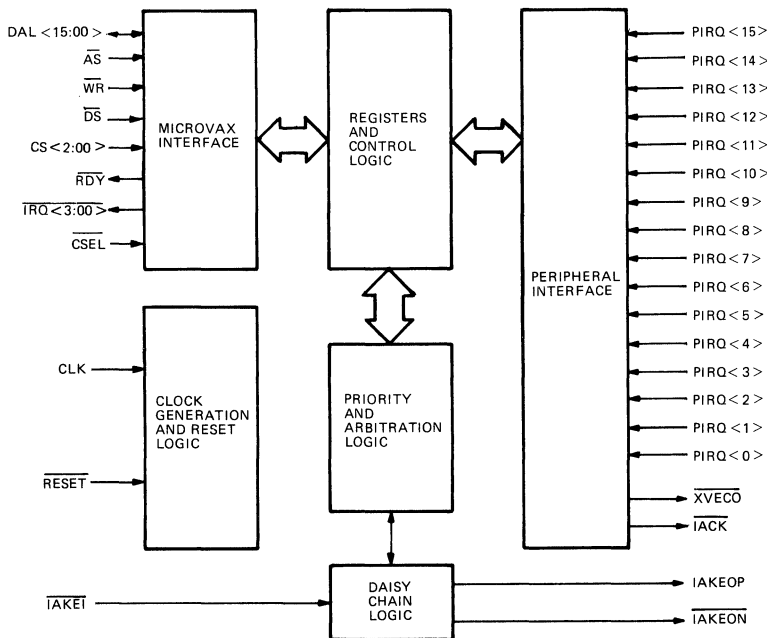 DAL <15:00>
AS
WR
DS
CS<2:00>
RDY
IRQ<3:00>
CSEL
MICROVAX
INTERFACE
REGISTERS
AND
CONTROL
LOGIC
PERIPHERAL
INTERFACE
PIRQ<15>
PIRQ<14>
PIRQ<13>
PIRQ<12>
PIRQ<11>
PIRQ<10>
PIRQ<9>
PIRQ<8>
PIRQ<7>
PIRQ<6>
PIRQ<5>
PIRQ<4>
PIRQ<3>
PIRQ<2>
PIRQ<1>
PIRQ<0>
XVECO
IACK
CLK
RESET
CLOCK
GENERATION
AND RESET
LOGIC
PRIORITY
AND
ARBITRATION
LOGIC
IAKEI
DAISY
CHAIN
LOGIC
IAKEOP
IAKEON